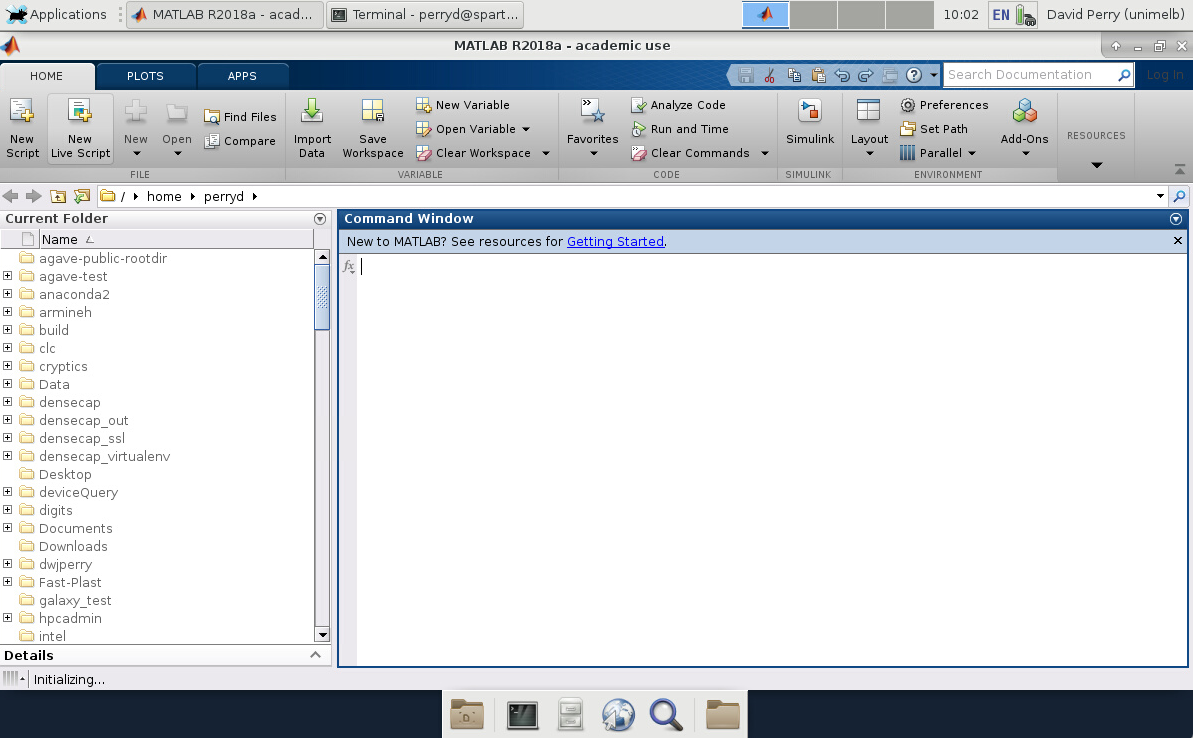 Applications MATLAB R2018a - acad... Terminal - perryd@spart... 10:02 EN David Perry (unimelb)
MATLAB R2018a - academic use
HOME PLOTS APPS Search Documentation Log In
New Script
New Live Script
New
Open
Find Files
Compare
FILE
Import Data
Save Workspace
New Variable
Open Variable
Clear Workspace
VARIABLE
Favorites
Analyze Code
Run and Time
Clear Commands
CODE
Simulink
SIMULINK
Layout
Preferences
Set Path
Parallel
Add-Ons
ENVIRONMENT
RESOURCES
/ home perryd
Current Folder
Name
agave-public-rootdir
agave-test
anaconda2
armineh
build
clc
cryptics
Data
densecap
densecap_out
densecap_ssl
densecap_virtualenv
Desktop
deviceQuery
digits
Documents
Downloads
dwjperry
Fast-Plast
galaxy_test
hpcadmin
intel
Details
Command Window
New to MATLAB? See resources for Getting Started.
fx
Initializing...